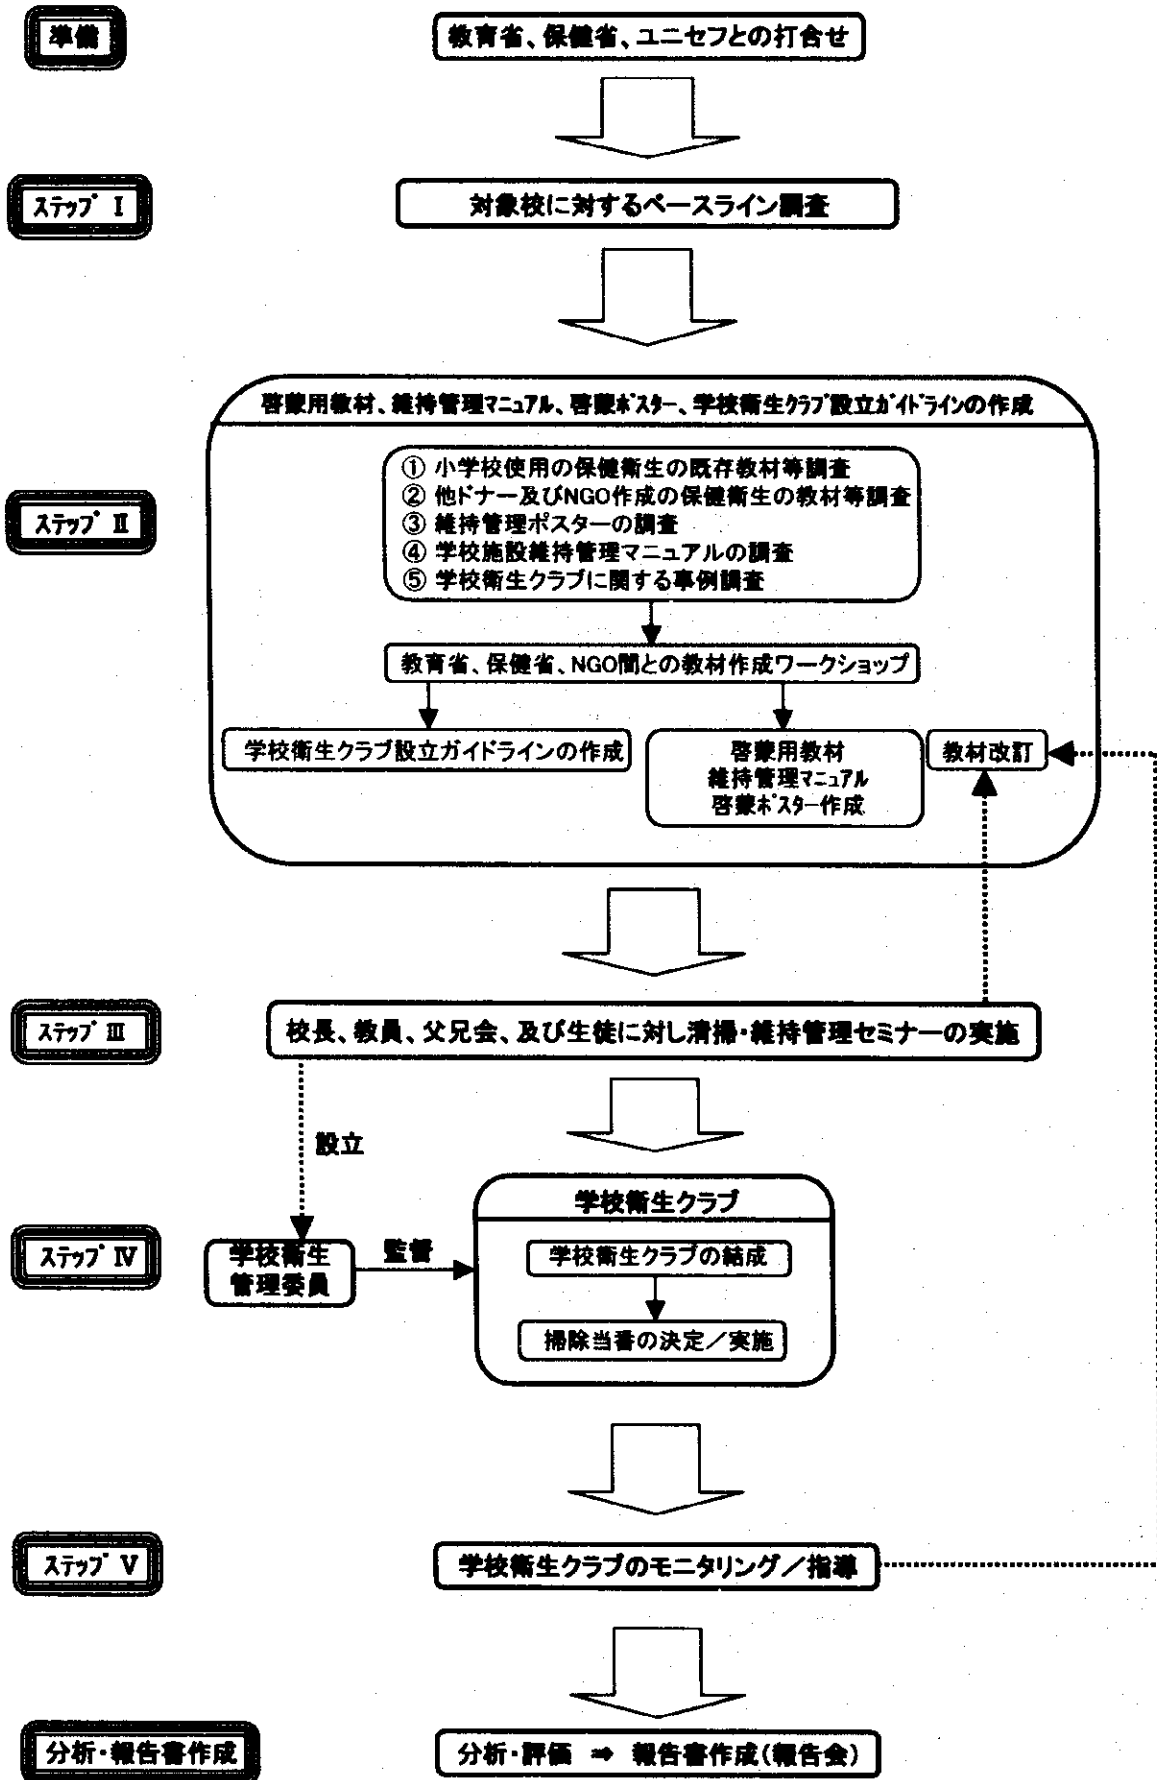 準備
教育省、保健省、ユニセフとの打合せ
ステップ Ⅰ
対象校に対するベースライン調査
啓蒙用教材、維持管理マニュアル、啓蒙ポスター、学校衛生クラブ設立ガイドラインの作成
ステップ Ⅱ
① 小学校使用の保健衛生の既存教材等調査
② 他ドナー及びNGO作成の保健衛生の教材等調査
③ 維持管理ポスターの調査
④ 学校施設維持管理マニュアルの調査
⑤ 学校衛生クラブに関する事例調査
教育省、保健省、NGO間との教材作成ワークショップ
学校衛生クラブ設立ガイドラインの作成
啓蒙用教材
維持管理マニュアル
啓蒙ポスター作成
教材改訂
ステップ Ⅲ
校長、教員、父兄会、及び生徒に対し清掃・維持管理セミナーの実施
設立
ステップ Ⅳ
学校衛生
管理委員
監督
学校衛生クラブ
学校衛生クラブの結成
掃除当番の決定／実施
ステップ Ⅴ
学校衛生クラブのモニタリング／指導
分析・報告書作成
分析・評価 ⇒ 報告書作成(報告会)